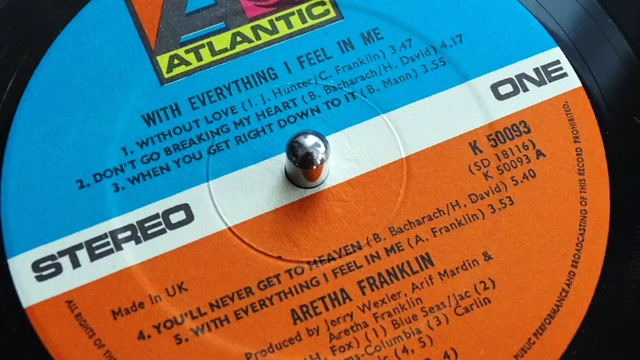 ATLANTIC
WITH EVERYTHING I FEEL IN ME
1. WITHOUT LOVE (I. J. Hunter/C. Franklin) 3.47
2. DON'T GO BREAKING MY HEART (B. Bacharach/H. David) 4.17
3. WHEN YOU GET RIGHT DOWN TO IT (B. Mann) 3.55
STEREO
ONE
K 50093
(SD 18116)
K 50093 A
Made In UK
4. YOU'LL NEVER GET TO HEAVEN (B. Bacharach/H. David) 5.40
5. WITH EVERYTHING I FEEL IN ME (A. Franklin) 3.53
ARETHA FRANKLIN
Produced by Jerry Wexler, Arif Mardin &
Aretha Franklin
Fox) (1) Blue Seas/Jac (2)
-Columbia (3) Carlin
(4, 5)
ALL RIGHTS OF
PUBLIC PERFORMANCE AND BROADCASTING OF THIS RECORD PROHIBITED.